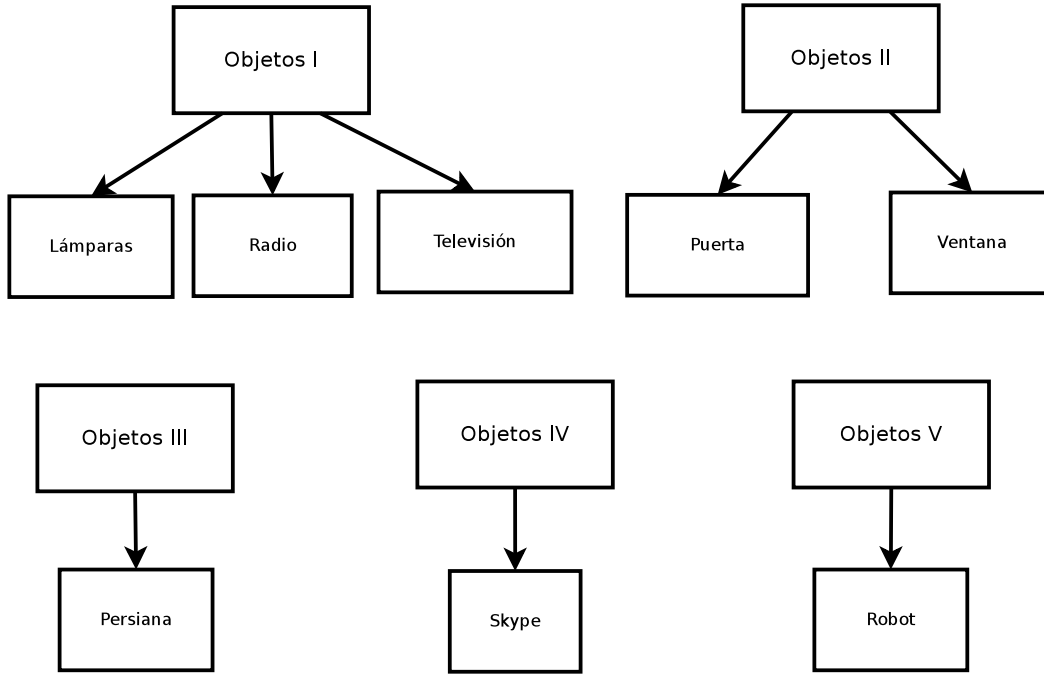 Objetos I
Objetos II
Lámparas
Radio
Televisión
Puerta
Ventana
Objetos III
Objetos IV
Objetos V
Persiana
Skype
Robot